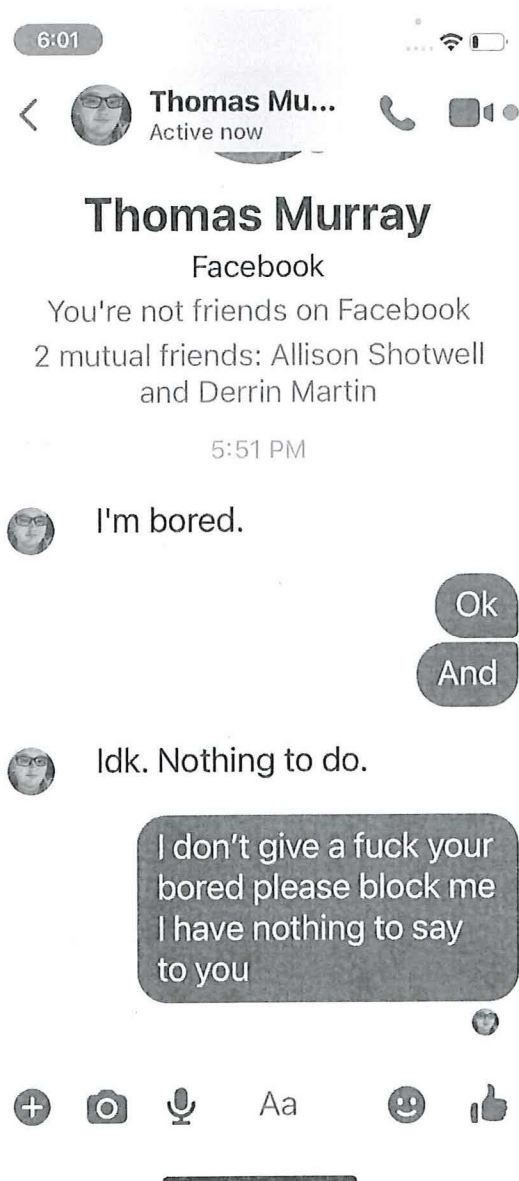 6:01
Thomas Mu...
Active now
Thomas Murray
Facebook
You're not friends on Facebook
2 mutual friends: Allison Shotwell
and Derrin Martin
5:51 PM
I'm bored.
Ok
And
Idk. Nothing to do.
I don't give a fuck your
bored please block me
I have nothing to say
to you
Aa